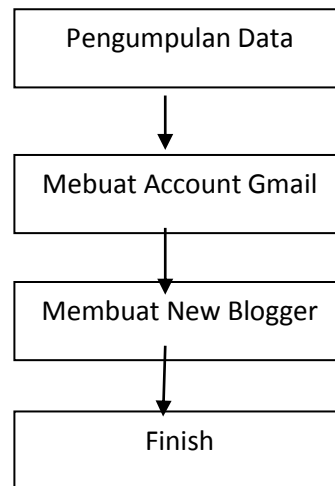 Pengumpulan Data
Mebuat Account Gmail
Membuat New Blogger
Finish